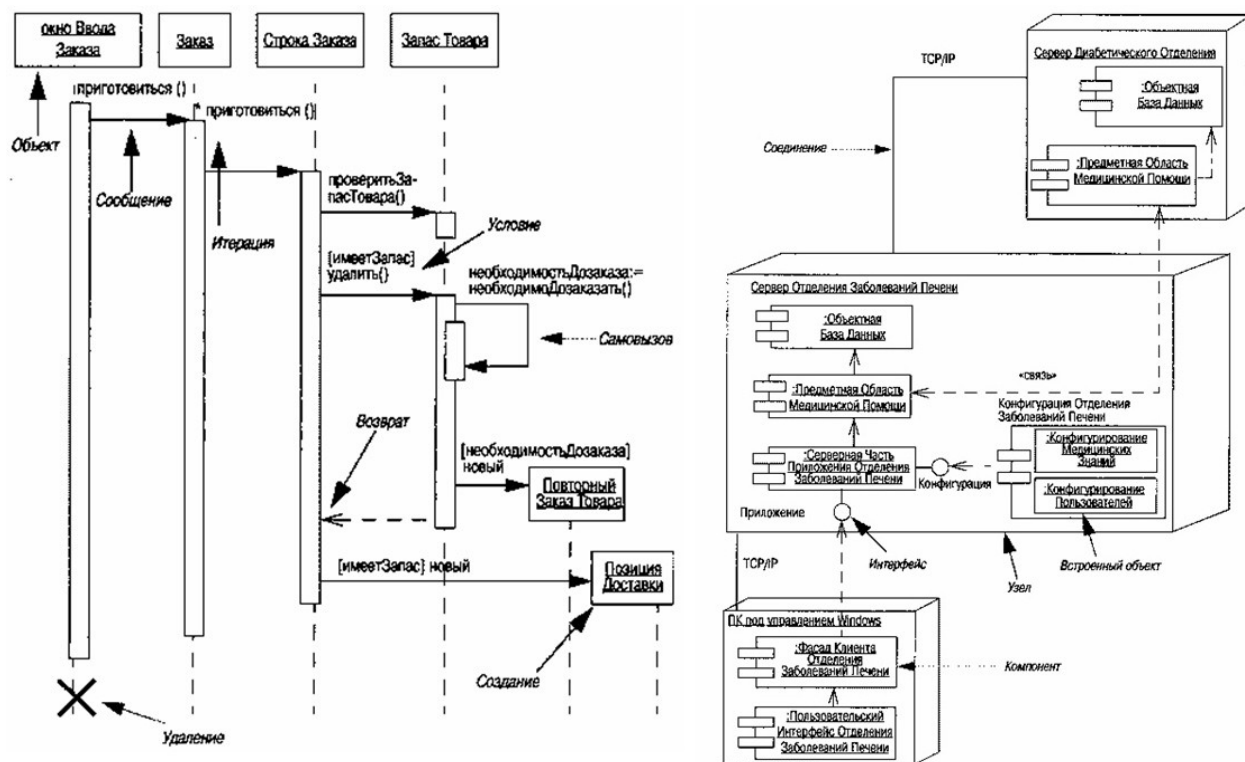 окно Ввода
Заказа
Заказ
Строка Заказа
Запас Товара
приготовиться ()
* приготовиться ()
Объект
Сообщение
Итерация
проверитьЗа-
пасТовара()
Условие
[имеетЗапас]
удалить()
необходимостьДозаказа:=
необходимоДозаказать()
Самовызов
Возврат
[необходимостьДозаказа]
новый
Повторный
Заказ Товара
[имеетЗапас} новый
Позиция
Доставки
Создание
Удаление
TCP/IP
Сервер Диабетического Отделения
:Объектная
База Данных
Соединение
:Предметная Область
Медицинской Помощи
Сервер Отделения Заболеваний Печени
:Объектная
База Данных
«связь»
:Предметная Область
Медицинской Помощи
Конфигурация Отделения
Заболеваний Печени
:Серверная Часть
Приложения Отделения
Заболеваний Печени
Конфигурация
:Конфигурирование
Медицинских
Знаний
:Конфигурирование
Пользователей
Приложение
TCP/IP
Интерфейс
Узел
Встроенный объект
ПК под управлением Windows
:Фасад Клиента
Отделения
Заболеваний Печени
Компонент
:Пользовательский
Интерфейс Отделения
Заболеваний Печени